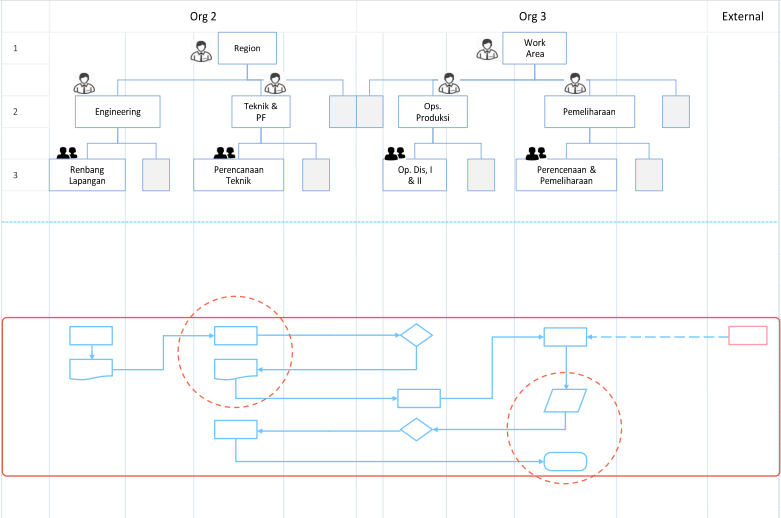 Org 2
Org 3
External
1
Region
Work
Area
2
Engineering
Teknik &
PF
Ops.
Produksi
Pemeliharaan
3
Renbang
Lapangan
Perencanaan
Teknik
Op. Dis, I
& II
Perencenaan &
Pemeliharaan